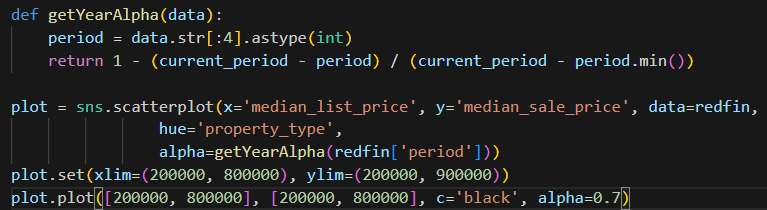 def getYearAlpha(data):
    period = data.str[:4].astype(int)
    return 1 - (current_period - period) / (current_period - period.min())
plot = sns.scatterplot(x='median_list_price', y='median_sale_price', data=redfin,
                hue='property_type',
                alpha=getYearAlpha(redfin['period']))
plot.set(xlim=(200000, 800000), ylim=(200000, 900000))
plot.plot([200000, 800000], [200000, 800000], c='black', alpha=0.7)